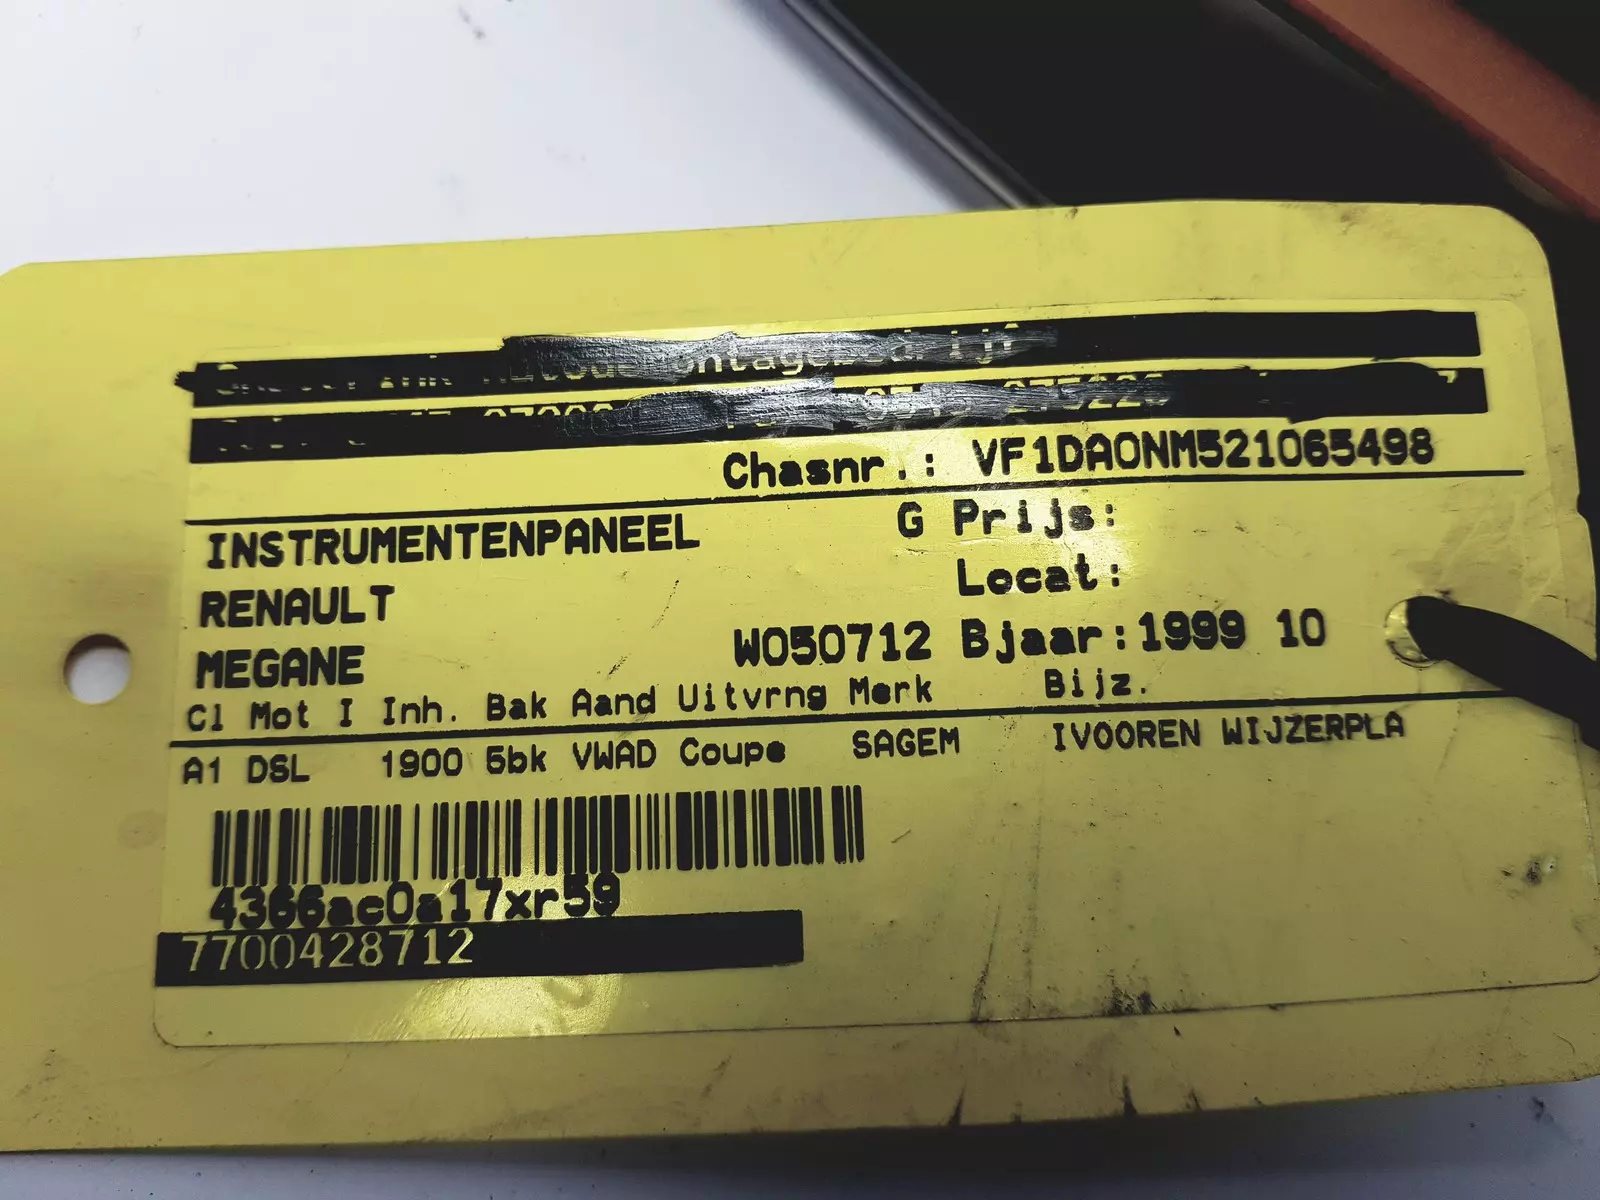 Autodemontagebedrijf
Chasnr.: VF1DA0NM521065498
INSTRUMENTENPANEEL G Prijs:
RENAULT Locat:
MEGANE W050712 Bjaar:1999 10
Cl Mot I Inh. Bak Aand Uitvrng Merk Bijz.
A1 DSL 1900 5bk VWAD Coupe SAGEM IVOOREN WIJZERPLA
4366ac0a17xr59
7700428712